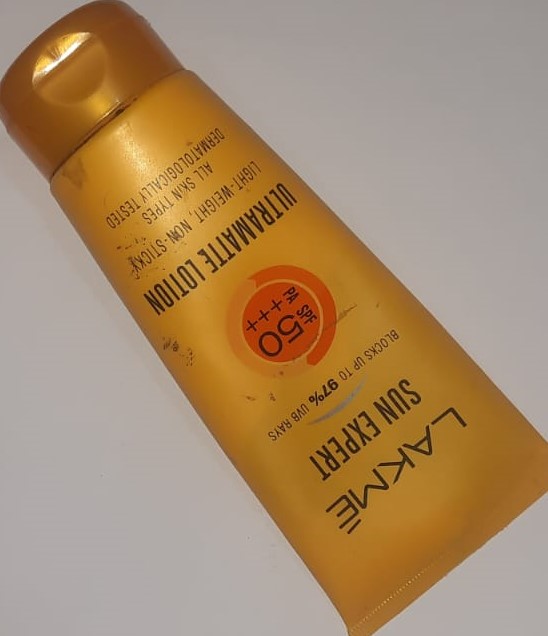 LAKMĒ
SUN EXPERT
BLOCKS UP TO 97% UVB RAYS
SPF
50
PA +++
ULTRAMATTE LOTION
LIGHT-WEIGHT, NON-STICKY
ALL SKIN TYPES
DERMATOLOGICALLY TESTED